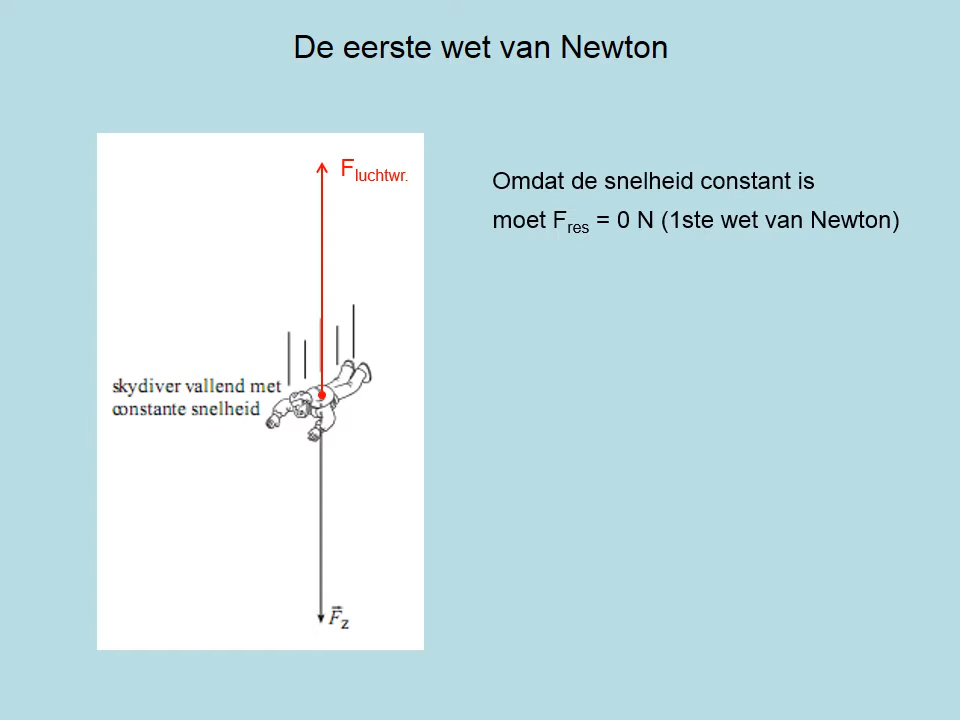 De eerste wet van Newton
Fluchtwr.
Omdat de snelheid constant is
moet Fres = 0 N (1ste wet van Newton)
skydiver vallend met
constante snelheid
F⃗z